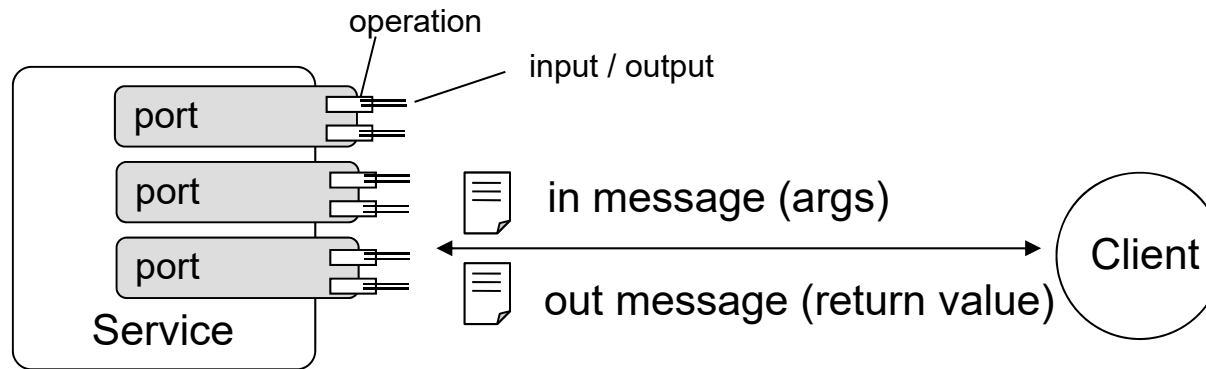 operation
input / output
port
port
in message (args)
port
Client
out message (return value)
Service